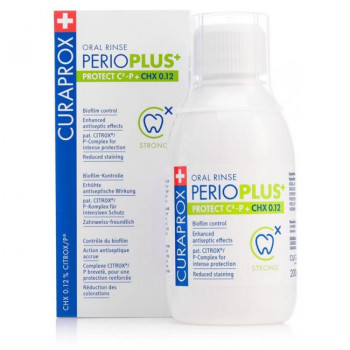 CURAPROX
CHX 0.12% CITROX/P²
ORAL RINSE
PERIOPLUS+
PROTECT C²-P + CHX 0.12
Biofilm control
Enhanced
antiseptic effects
pat. CITROX®/
P-Complex for
intense protection
Reduced staining
STRONG
Biofilm-Kontrolle
Erhöhte
antiseptische Wirkung
pat. CITROX®/
P-Komplex für
intensiven Schutz
Zahnweiss-freundlich
Contrôle du biofilm
Action antiseptique
accrue
Complexe CITROX®/
P breveté, pour une
protection renforcée
Réduction des
colorations
ORAL RINSE
PERIOPLUS+
PROTECT C²-P + CHX 0.12
Biofilm control
Enhanced
antiseptic effects
pat. CITROX®/
P-Complex for
intense protection
Reduced staining
STRONG